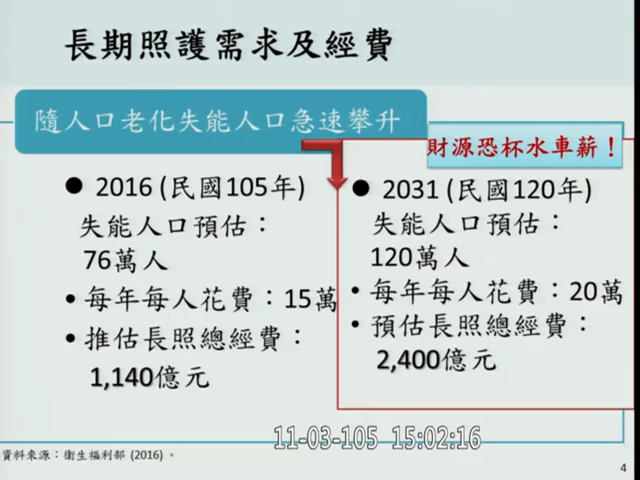 長期照護需求及經費
隨人口老化失能人口急速攀升
財源恐杯水車薪！
● 2016 (民國105年)
失能人口預估：
76萬人
• 每年每人花費：15萬
• 推估長照總經費：
1,140億元
● 2031 (民國120年)
失能人口預估：
120萬人
• 每年每人花費：20萬
• 預估長照總經費：
2,400億元
11-03-105 15:02:16
資料來源：衛生福利部 (2016) 。
4